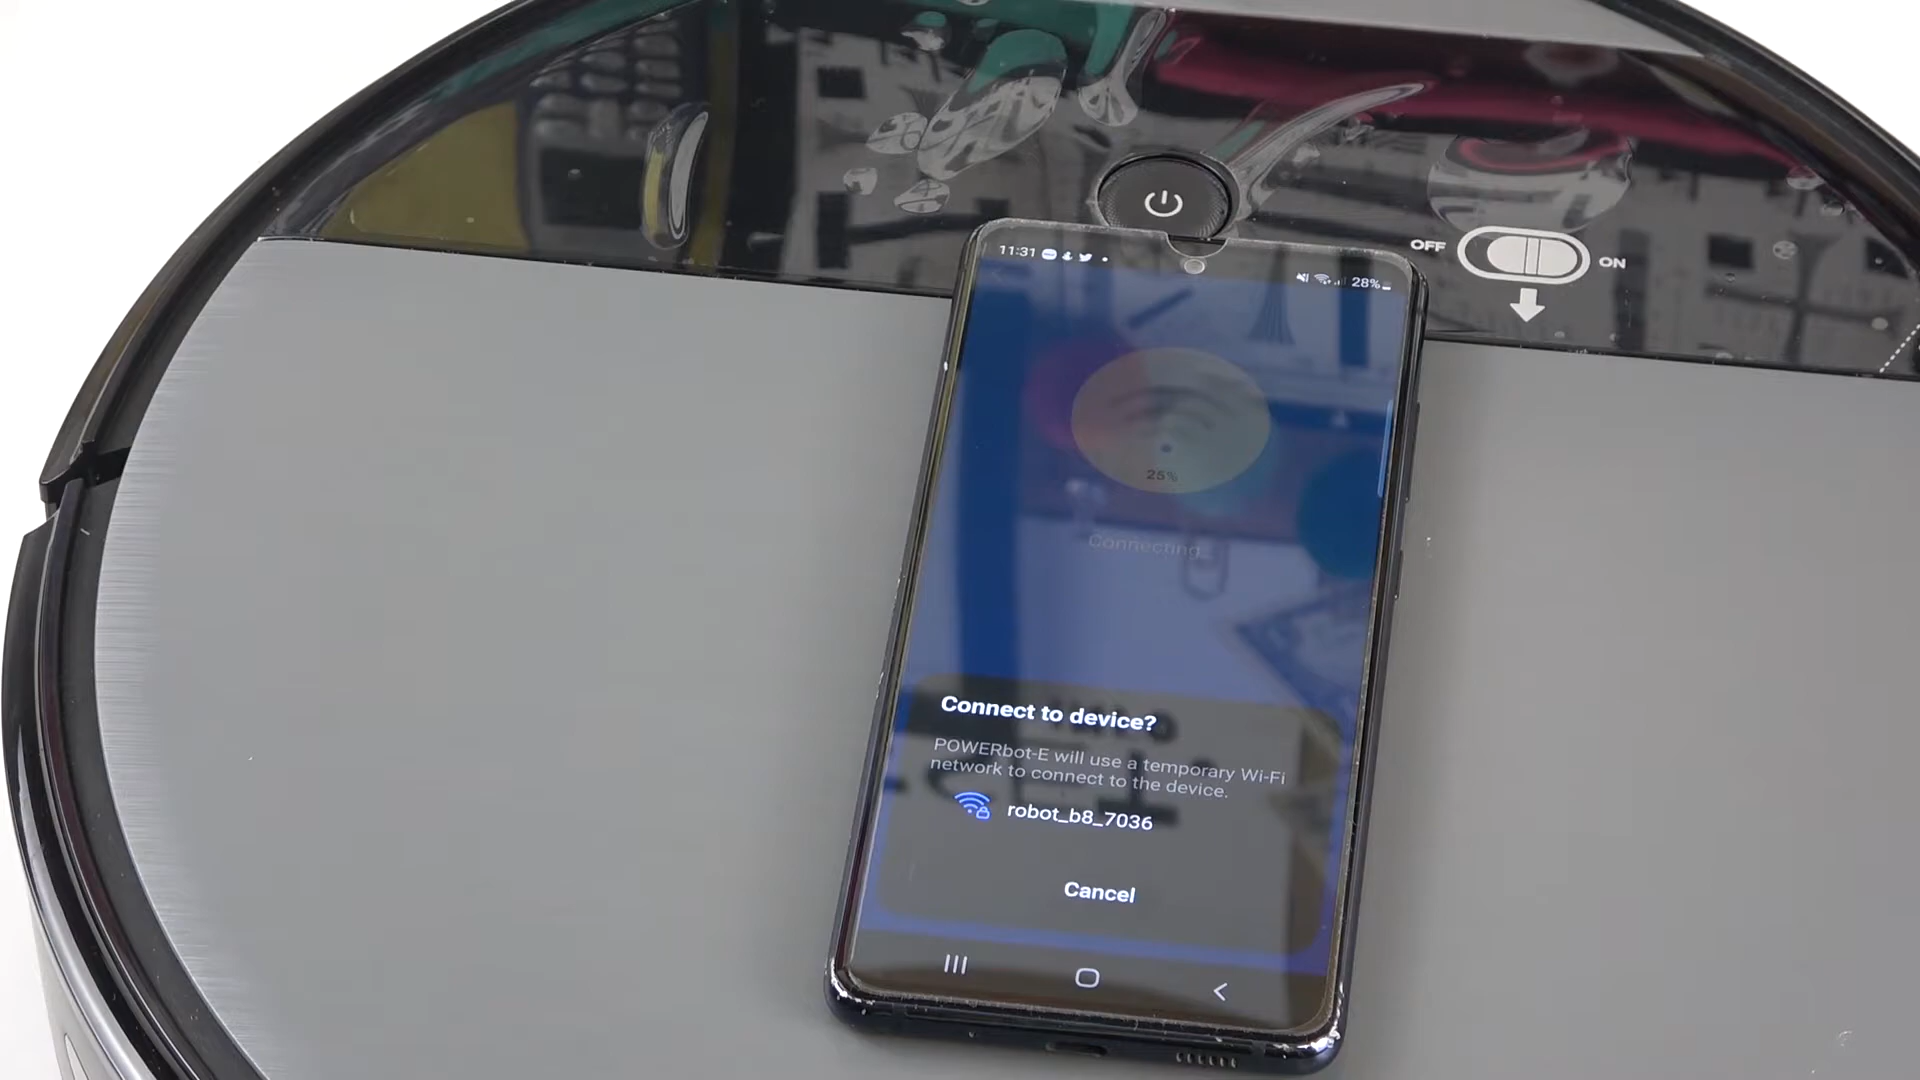 OFF
ON
11:31
28%
25%
Connecting
Connect to device?
POWERbot-E will use a temporary Wi-Fi
network to connect to the device.
robot_b8_7036
Cancel